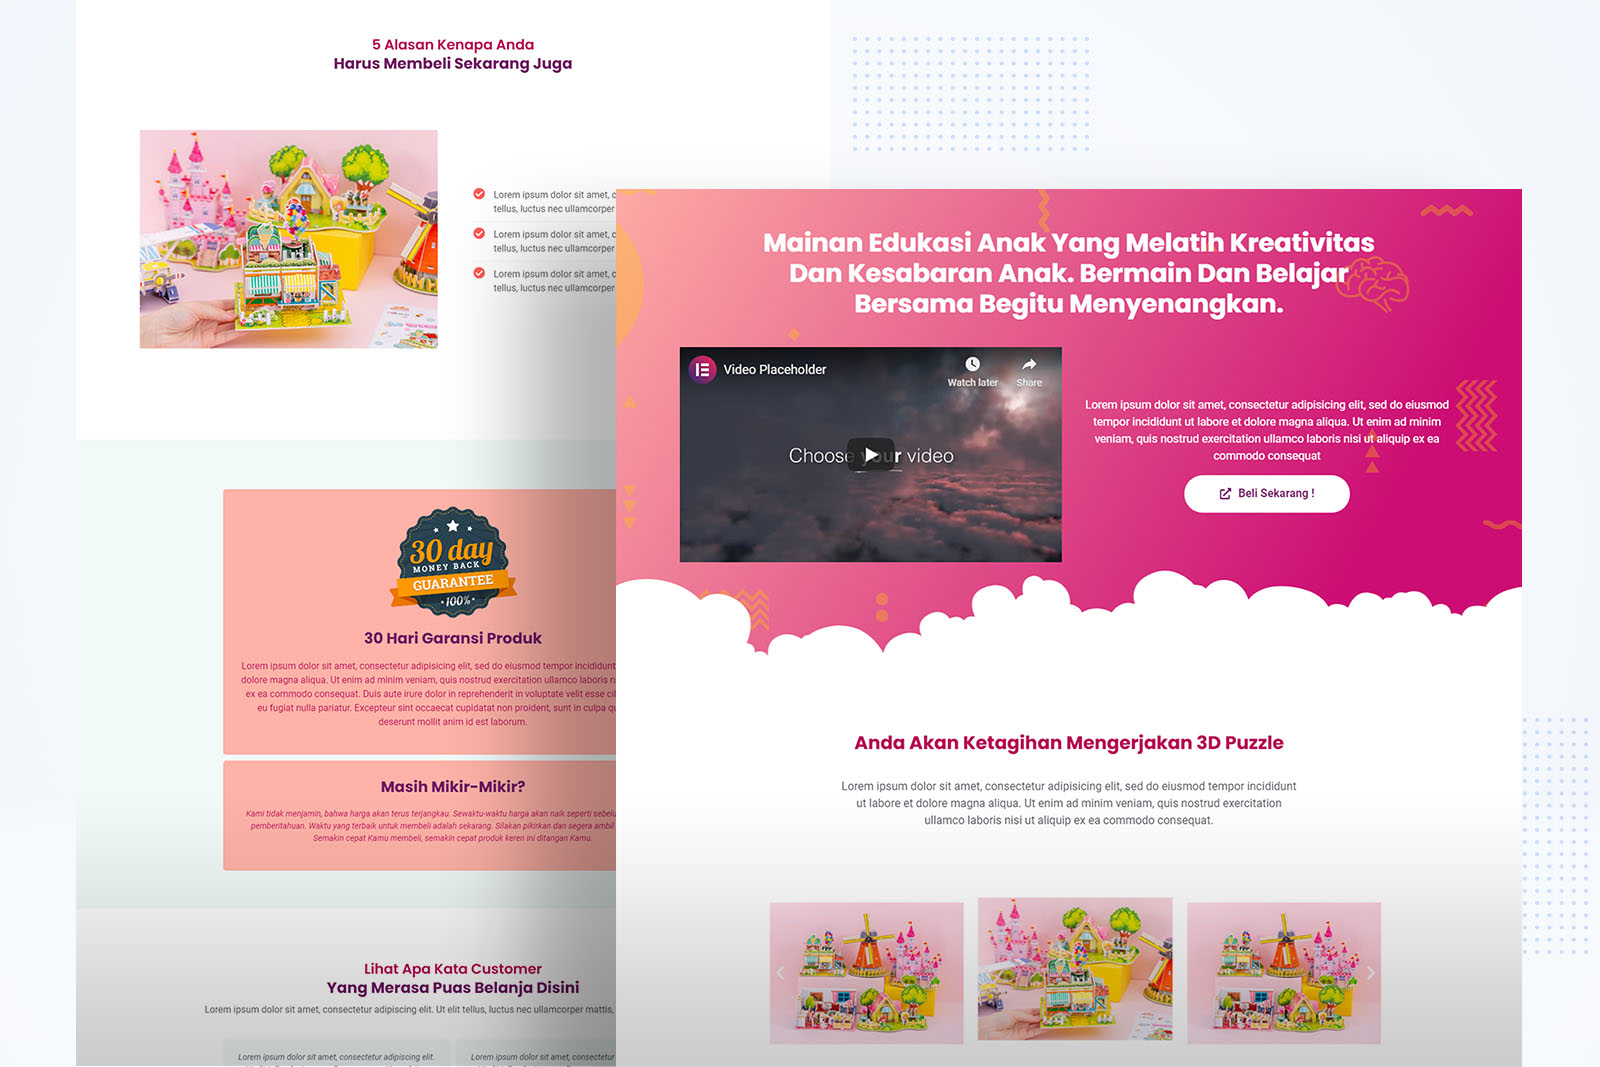 5 Alasan Kenapa Anda
Harus Membeli Sekarang Juga
Lorem ipsum dolor sit amet, c
tellus, luctus nec ullamcorper
Lorem ipsum dolor sit amet, c
tellus, luctus nec ullamcorper
Lorem ipsum dolor sit amet, c
tellus, luctus nec ullamcorper
30 day
MONEY BACK
GUARANTEE
100%
30 Hari Garansi Produk
Lorem ipsum dolor sit amet, consectetur adipisicing elit, sed do eiusmod tempor incididunt
dolore magna aliqua. Ut enim ad minim veniam, quis nostrud exercitation ullamco laboris n
ex ea commodo consequat. Duis aute irure dolor in reprehenderit in voluptate velit esse cil
eu fugiat nulla pariatur. Excepteur sint occaecat cupidatat non proident, sunt in culpa qu
deserunt mollit anim id est laborum.
Masih Mikir-Mikir?
Kami tidak menjamin, bahwa harga akan terus terjangkau. Sewaktu-waktu harga akan naik seperti sebelu
pemberitahuan. Waktu yang terbaik untuk membeli adalah sekarang. Silakan pikirkan dan segera ambil
Semakin cepat Kamu membeli, semakin cepat produk keren ini ditangan Kamu.
Lihat Apa Kata Customer
Yang Merasa Puas Belanja Disini
Lorem ipsum dolor sit amet, consectetur adipiscing elit. Ut elit tellus, luctus nec ullamcorper mattis,
Lorem ipsum dolor sit amet, consectetur adipiscing elit.
Lorem ipsum dolor sit amet, consectetur
Mainan Edukasi Anak Yang Melatih Kreativitas
Dan Kesabaran Anak. Bermain Dan Belajar
Bersama Begitu Menyenangkan.
Video Placeholder
Watch later
Share
Choose your video
Lorem ipsum dolor sit amet, consectetur adipisicing elit, sed do eiusmod
tempor incididunt ut labore et dolore magna aliqua. Ut enim ad minim
veniam, quis nostrud exercitation ullamco laboris nisi ut aliquip ex ea
commodo consequat
Beli Sekarang !
Anda Akan Ketagihan Mengerjakan 3D Puzzle
Lorem ipsum dolor sit amet, consectetur adipisicing elit, sed do eiusmod tempor incididunt
ut labore et dolore magna aliqua. Ut enim ad minim veniam, quis nostrud exercitation
ullamco laboris nisi ut aliquip ex ea commodo consequat.